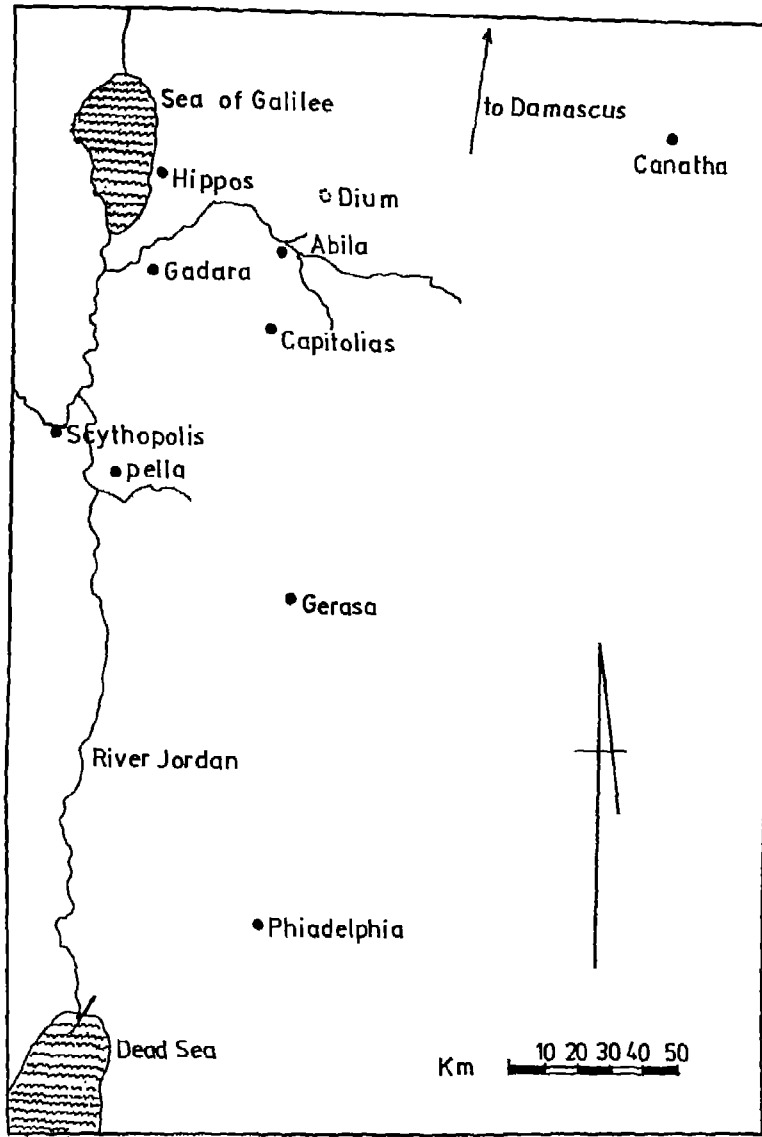 Sea of Galilee
to Damascus
Canatha
Hippos
Dium
Abila
Gadara
Capitolias
Scythopolis
pella
Gerasa
River Jordan
Phiadelphia
Dead Sea
Km 10 20 30 40 50